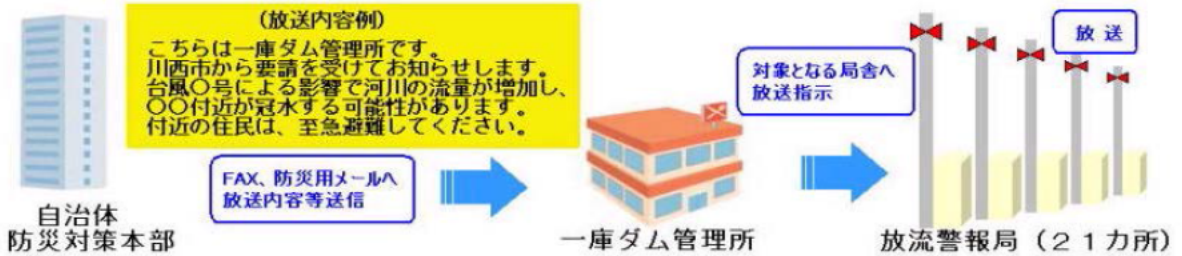 (放送内容例)
こちらは一庫ダム管理所です。
川西市から要請を受けてお知らせします。
台風〇号による影響で河川の流量が増加し、
〇〇付近が冠水する可能性があります。
付近の住民は、至急避難してください。
FAX、防災用メールへ
放送内容等送信
対象となる局舎へ
放送指示
放送
自治体
防災対策本部
一庫ダム管理所
放流警報局(21カ所)